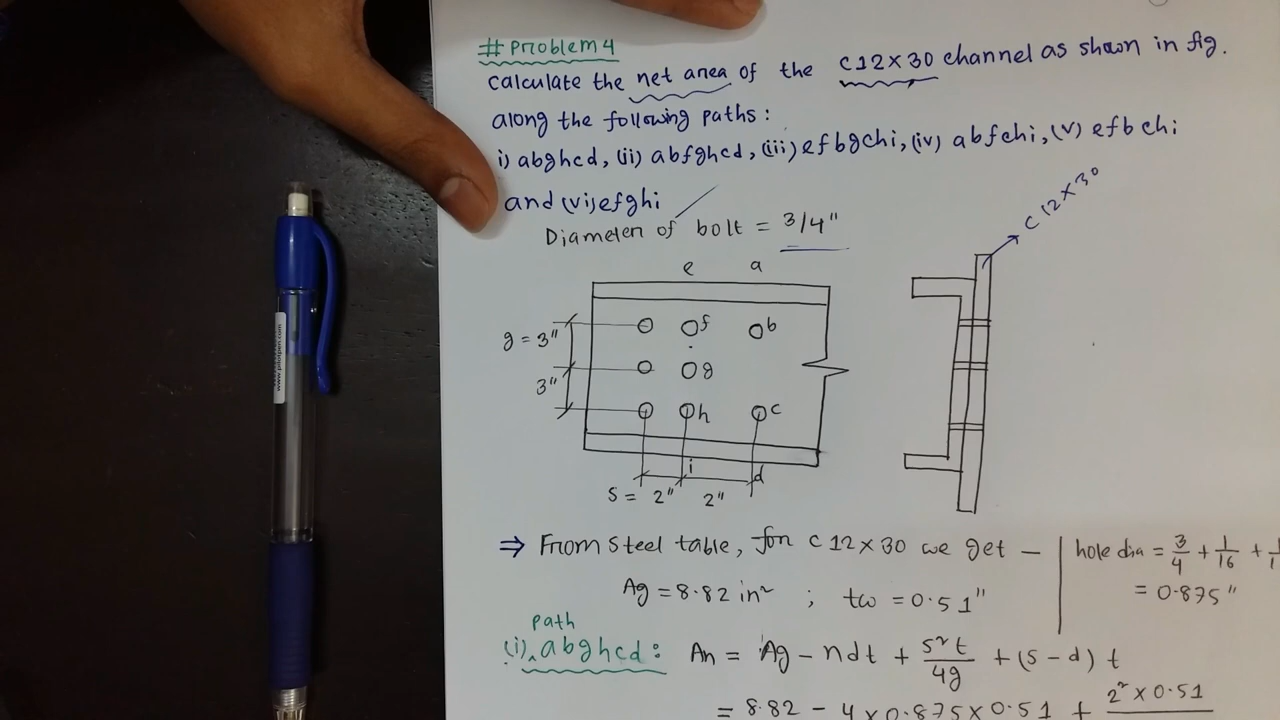 # Problem 4
calculate the net area of the C12×30 channel as shown in fig.
along the following paths:
i) abghcd, (ii) abfghcd, (iii) efbgchi, (iv) abfchi, (v) efbchi
and (vi) efghi
Diameter of bolt = 3/4"
C12×30
e a
f b
g = 3"
g
3"
h c
i d
S = 2" 2"
⇒ From steel table, for C12×30 we get —
hole dia = 3/4 + 1/16 +
Ag = 8.82 in² ; tw = 0.51"
= 0.875"
path
(i) abghcd: An = Ag - ndt + s²t/4g + (s-d) t
= 8.82 - 4×0.875×0.51 + 2²×0.51